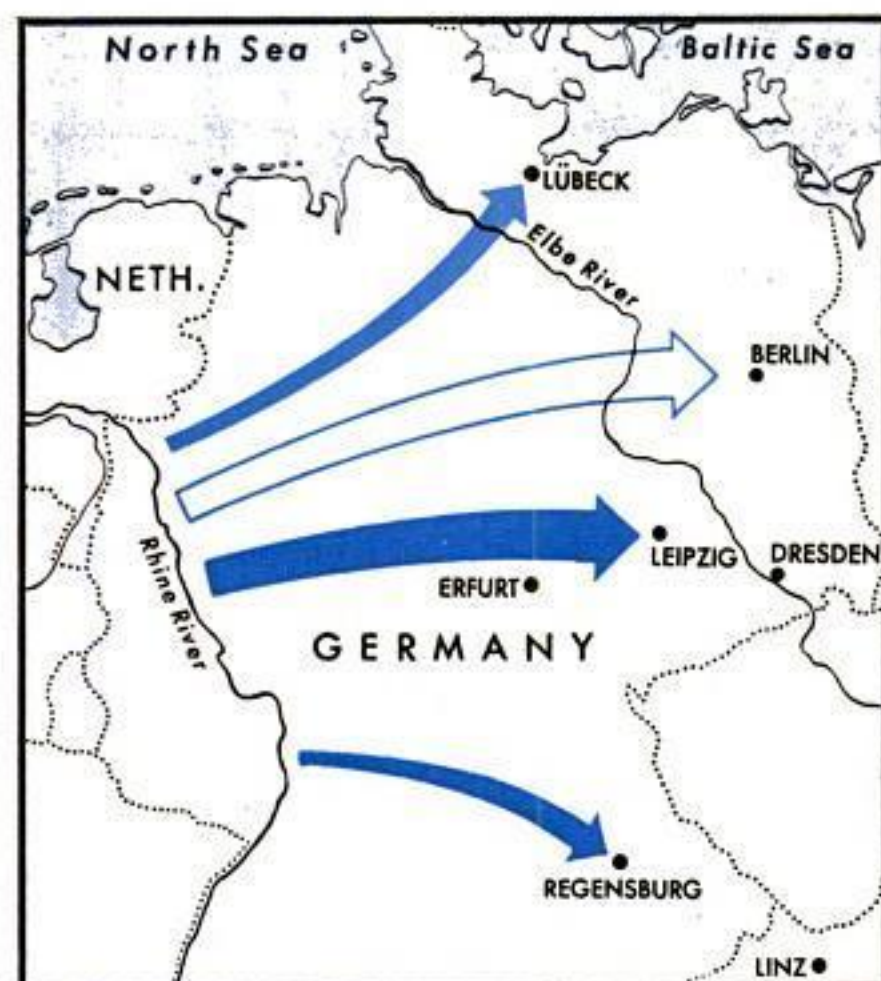 North Sea
Baltic Sea
LÜBECK
Elbe River
NETH.
BERLIN
Rhine River
LEIPZIG
DRESDEN
ERFURT
GERMANY
REGENSBURG
LINZ